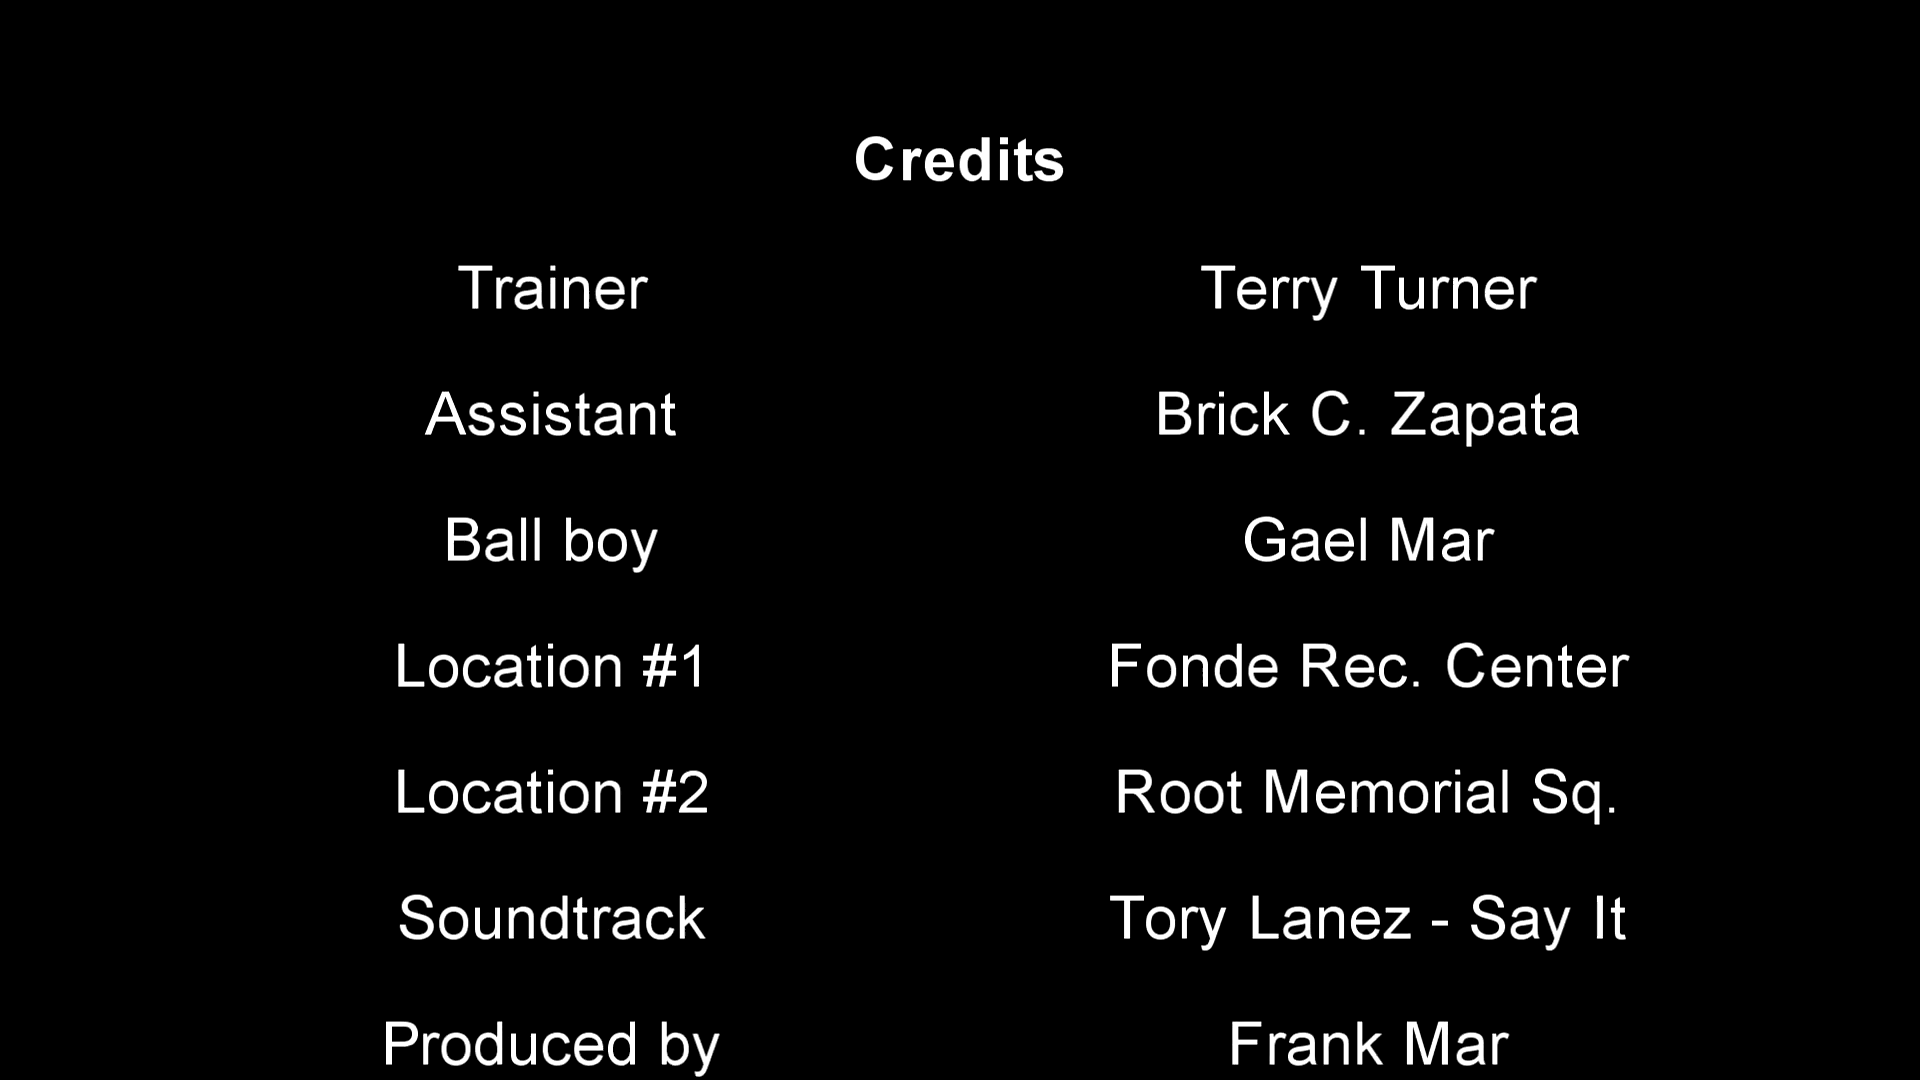 Credits
Trainer Terry Turner
Assistant Brick C. Zapata
Ball boy Gael Mar
Location #1 Fonde Rec. Center
Location #2 Root Memorial Sq.
Soundtrack Tory Lanez - Say It
Produced by Frank Mar